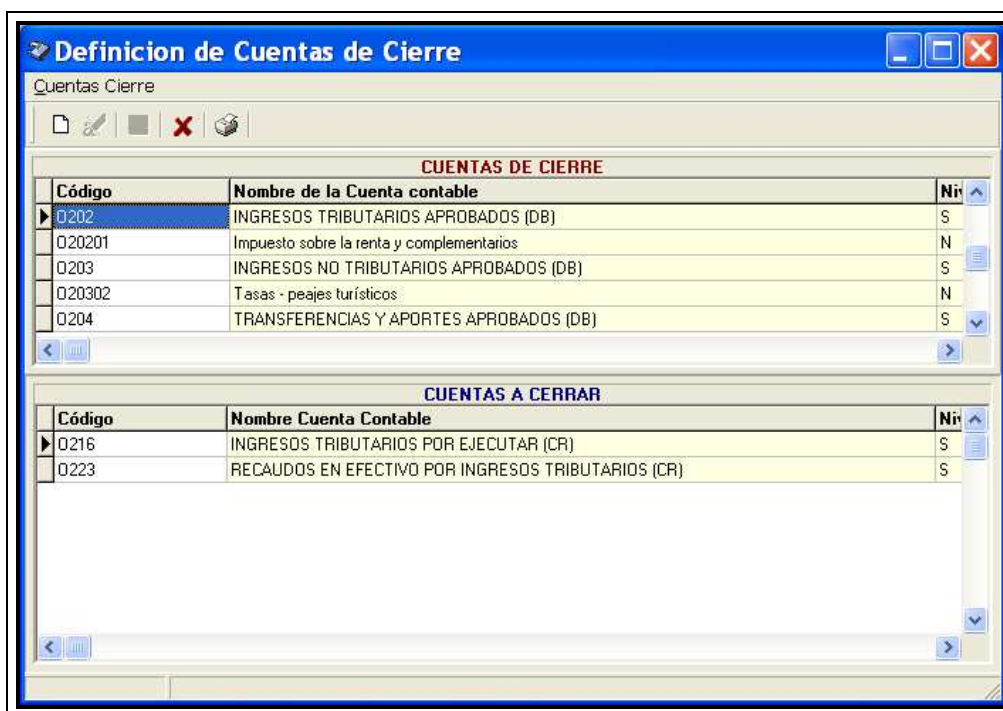 Definicion de Cuentas de Cierre
Cuentas Cierre
CUENTAS DE CIERRE
Código Nombre de la Cuenta contable Niv
0202 INGRESOS TRIBUTARIOS APROBADOS (DB) S
020201 Impuesto sobre la renta y complementarios N
0203 INGRESOS NO TRIBUTARIOS APROBADOS (DB) S
020302 Tasas - peajes turísticos N
0204 TRANSFERENCIAS Y APORTES APROBADOS (DB) S
CUENTAS A CERRAR
Código Nombre Cuenta Contable Niv
0216 INGRESOS TRIBUTARIOS POR EJECUTAR (CR) S
0223 RECAUDOS EN EFECTIVO POR INGRESOS TRIBUTARIOS (CR) S